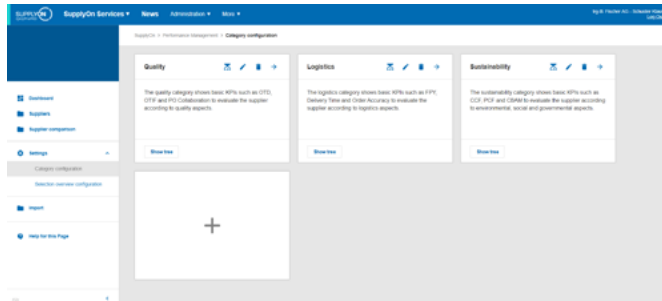 SUPPLYON
SupplyOn Services ▾ News Administration ▾ More ▾
SupplyOn > Performance Management > Category configuration
Dashboard
Suppliers
Supplier comparison
Settings
Category configuration
Selection overview configuration
Import
Help for this Page
Quality
The quality category shows basic KPIs such as OTD,
OTIF and PO Collaboration to evaluate the supplier
according to quality aspects.
Show tree
Logistics
The logistics category shows basic KPIs such as FPY,
Delivery Time and Order Accuracy to evaluate the
supplier according to logistics aspects.
Show tree
Sustainability
The sustainability category shows basic KPIs such as
CCF, PCF and CBAM to evaluate the supplier according
to environmental, social and governmental aspects.
Show tree